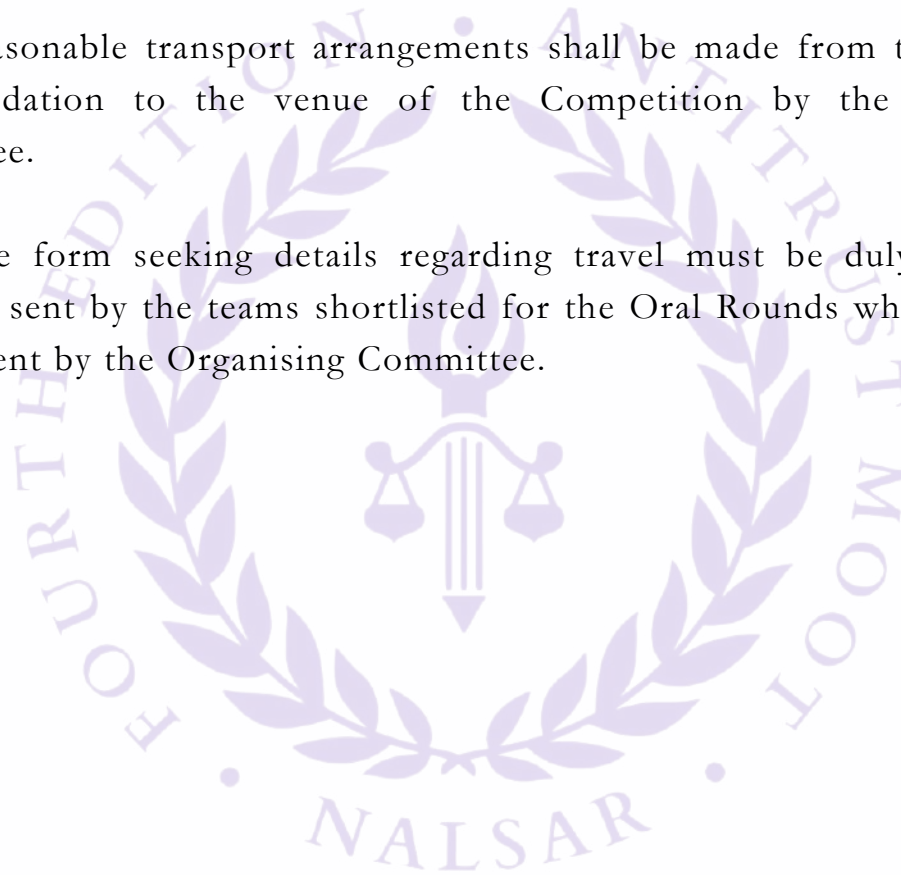 asonable transport arrangements shall be made from t
dation to the venue of the Competition by the
ee.
e form seeking details regarding travel must be duly
sent by the teams shortlisted for the Oral Rounds wh
ent by the Organising Committee.
FOURTH EDITION • ANTITRUST MOOT • NALSAR •